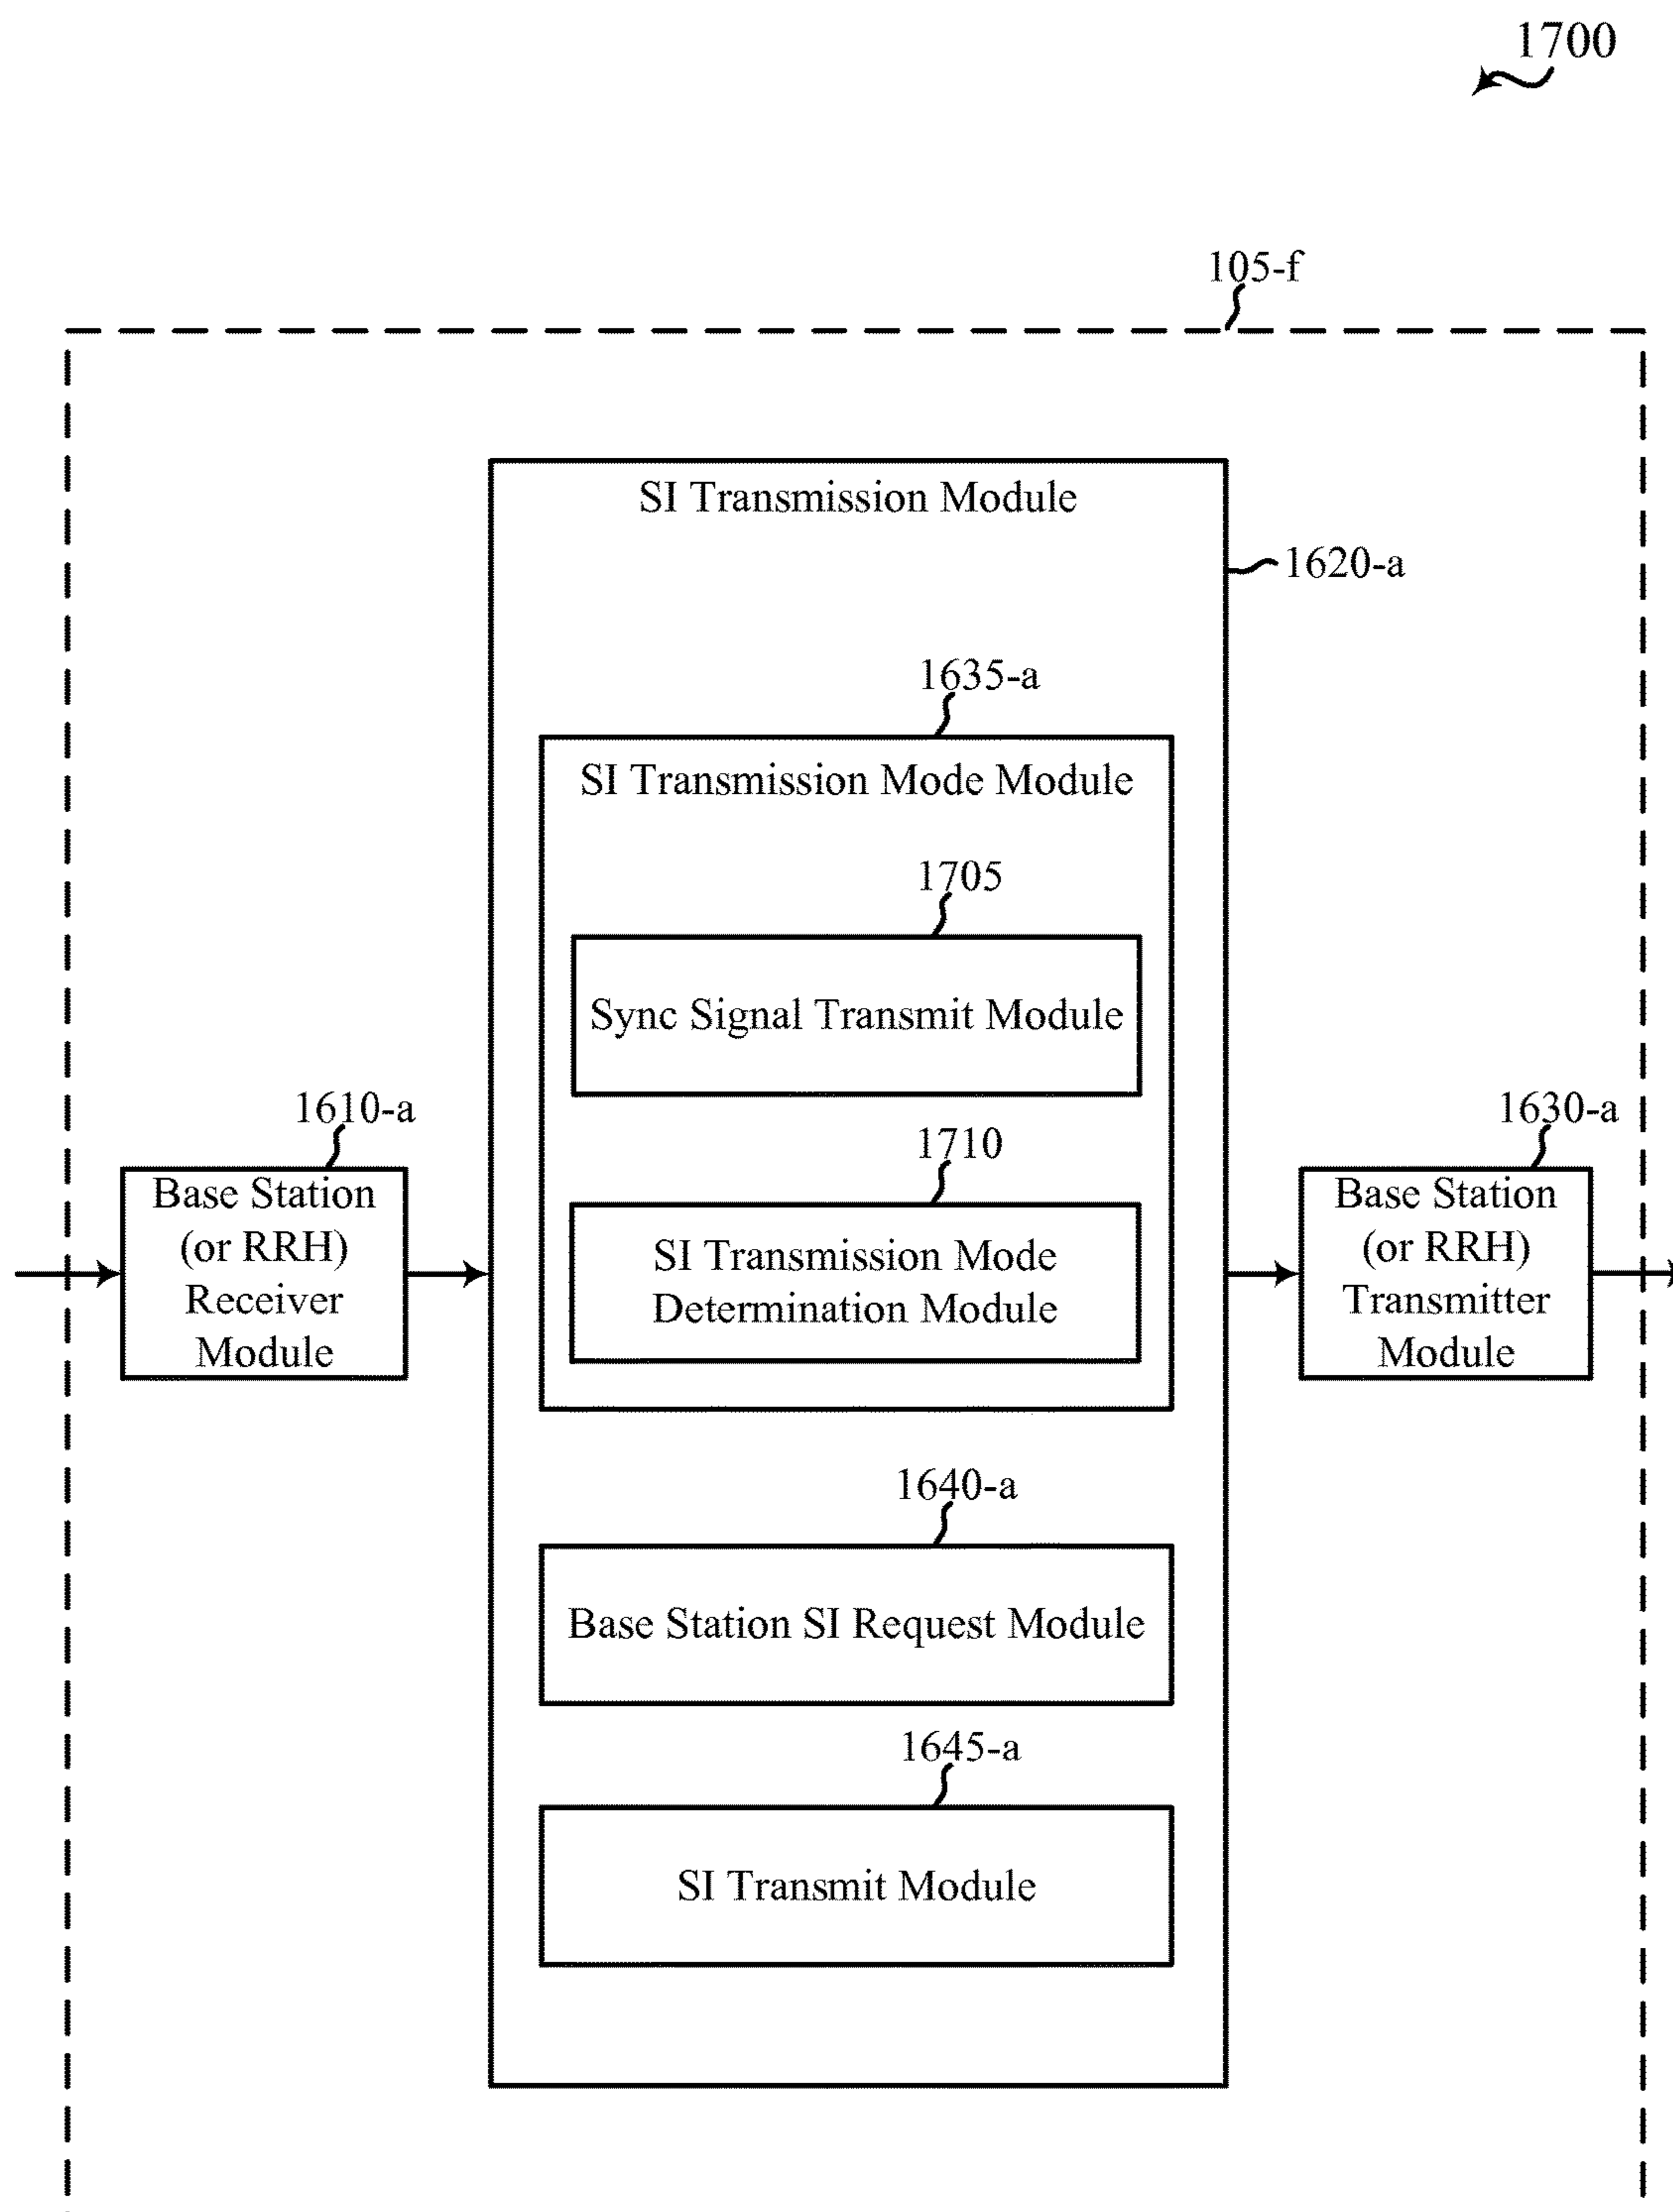 1700
105-f
SI Transmission Module
1620-a
1635-a
SI Transmission Mode Module
1705
Sync Signal Transmit Module
1610-a
Base Station
(or RRH)
Receiver
Module
1710
SI Transmission Mode
Determination Module
1630-a
Base Station
(or RRH)
Transmitter
Module
1640-a
Base Station SI Request Module
1645-a
SI Transmit Module